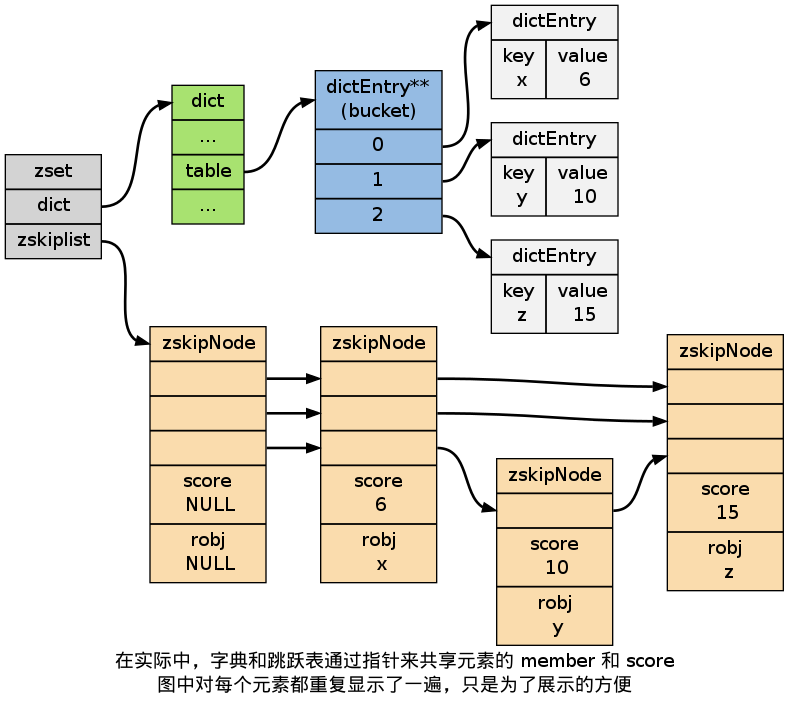 zset
dict
zskiplist
dict
...
table
...
dictEntry**
(bucket)
0
1
2
dictEntry
key value
x 6
dictEntry
key value
y 10
dictEntry
key value
z 15
zskipNode
score
NULL
robj
NULL
zskipNode
score
6
robj
x
zskipNode
score
10
robj
y
zskipNode
score
15
robj
z
在实际中，字典和跳跃表通过指针来共享元素的 member 和 score
图中对每个元素都重复显示了一遍，只是为了展示的方便